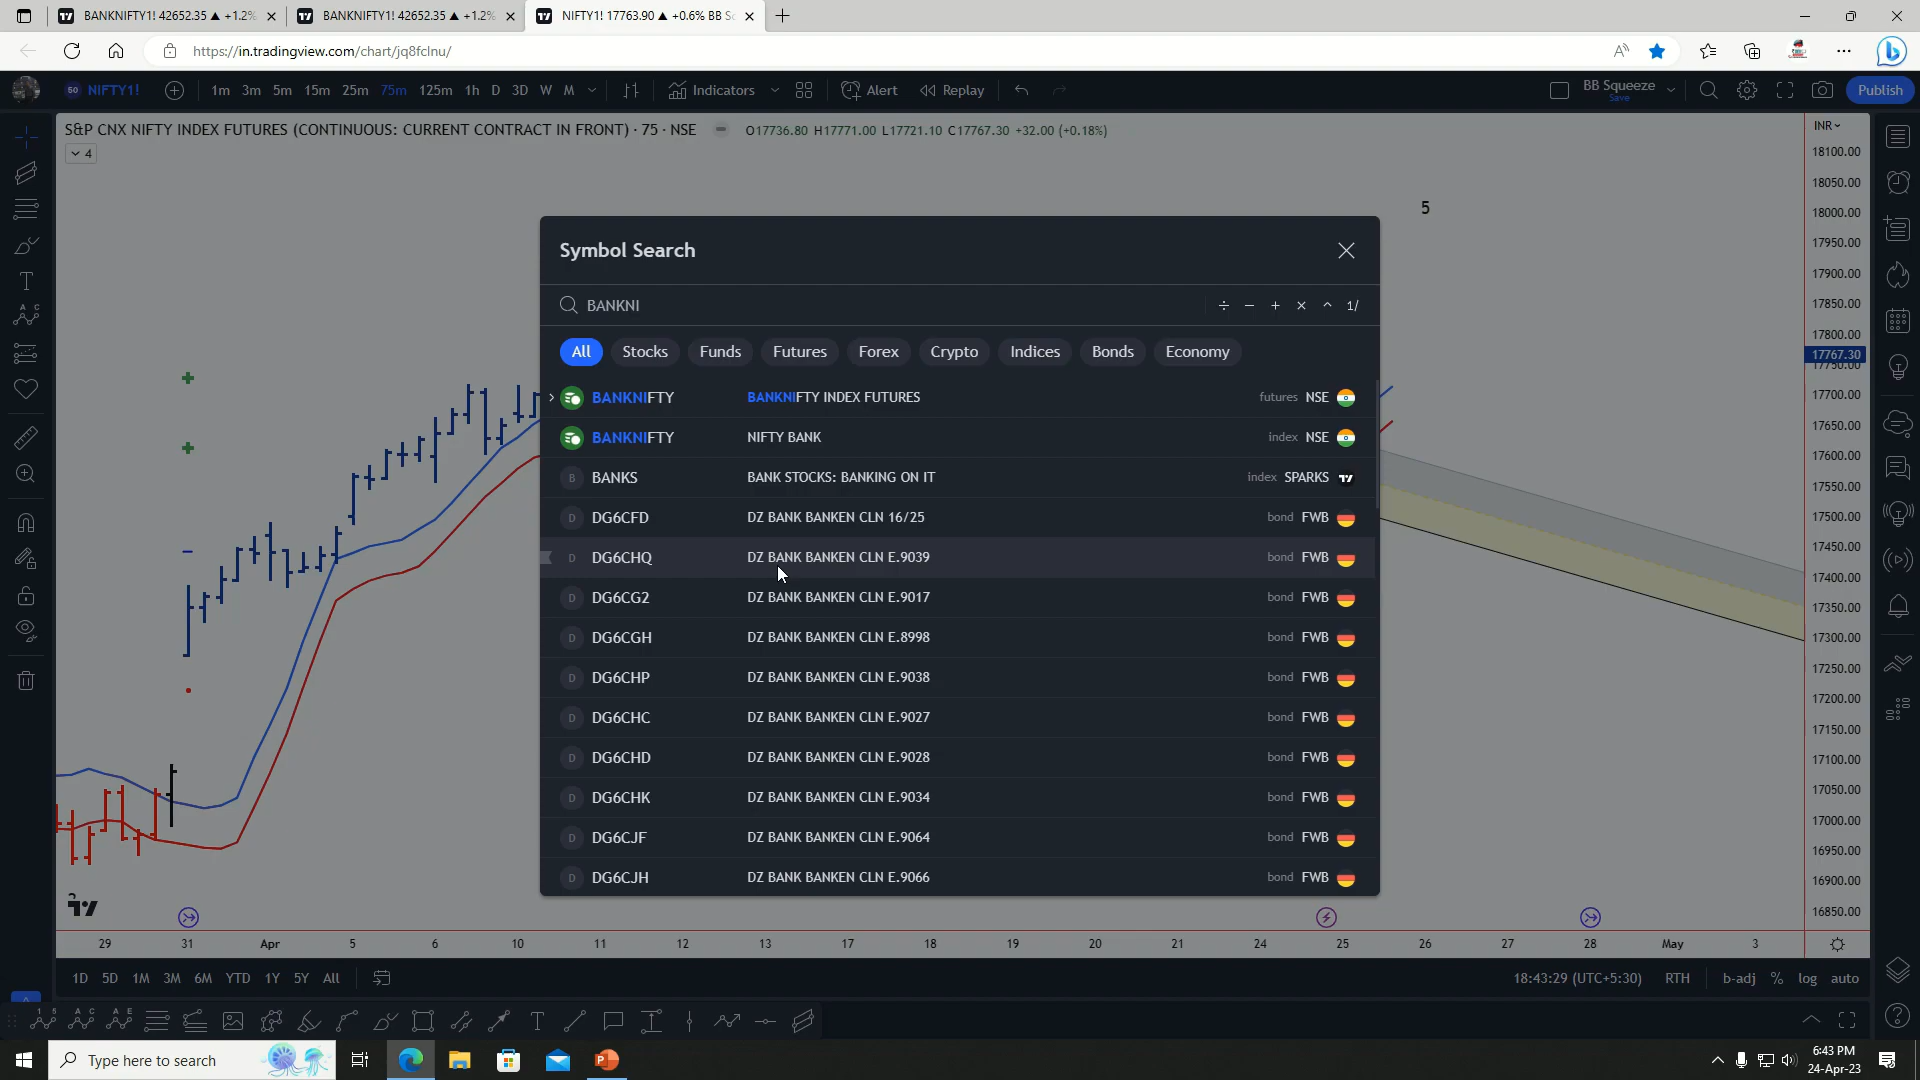 BANKNIFTY1! 42652.35 ▲ +1.2%
BANKNIFTY1! 42652.35 ▲ +1.2%
NIFTY1! 17763.90 ▲ +0.6% BB Sc
https://in.tradingview.com/chart/jq8fclnu/
50 NIFTY1! 1m 3m 5m 15m 25m 75m 125m 1h D 3D W M Indicators Alert Replay BB Squeeze Save Publish
S&P CNX NIFTY INDEX FUTURES (CONTINUOUS: CURRENT CONTRACT IN FRONT) · 75 · NSE O17736.80 H17771.00 L17721.10 C17767.30 +32.00 (+0.18%)
4
INR
18100.00
18050.00
18000.00
17950.00
17900.00
17850.00
17800.00
17767.30
17750.00
17700.00
17650.00
17600.00
17550.00
17500.00
17450.00
17400.00
17350.00
17300.00
17250.00
17200.00
17150.00
17100.00
17050.00
17000.00
16950.00
16900.00
16850.00
5
Symbol Search
BANKNI ÷ − + × ^ 1/
All Stocks Funds Futures Forex Crypto Indices Bonds Economy
BANKNIFTY BANKNIFTY INDEX FUTURES futures NSE
BANKNIFTY NIFTY BANK index NSE
B BANKS BANK STOCKS: BANKING ON IT index SPARKS
D DG6CFD DZ BANK BANKEN CLN 16/25 bond FWB
D DG6CHQ DZ BANK BANKEN CLN E.9039 bond FWB
D DG6CG2 DZ BANK BANKEN CLN E.9017 bond FWB
D DG6CGH DZ BANK BANKEN CLN E.8998 bond FWB
D DG6CHP DZ BANK BANKEN CLN E.9038 bond FWB
D DG6CHC DZ BANK BANKEN CLN E.9027 bond FWB
D DG6CHD DZ BANK BANKEN CLN E.9028 bond FWB
D DG6CHK DZ BANK BANKEN CLN E.9034 bond FWB
D DG6CJF DZ BANK BANKEN CLN E.9064 bond FWB
D DG6CJH DZ BANK BANKEN CLN E.9066 bond FWB
29 31 Apr 5 6 10 11 12 13 17 18 19 20 21 24 25 26 27 28 May 3
1D 5D 1M 3M 6M YTD 1Y 5Y All 18:43:29 (UTC+5:30) RTH b-adj % log auto
Type here to search
6:43 PM
24-Apr-23